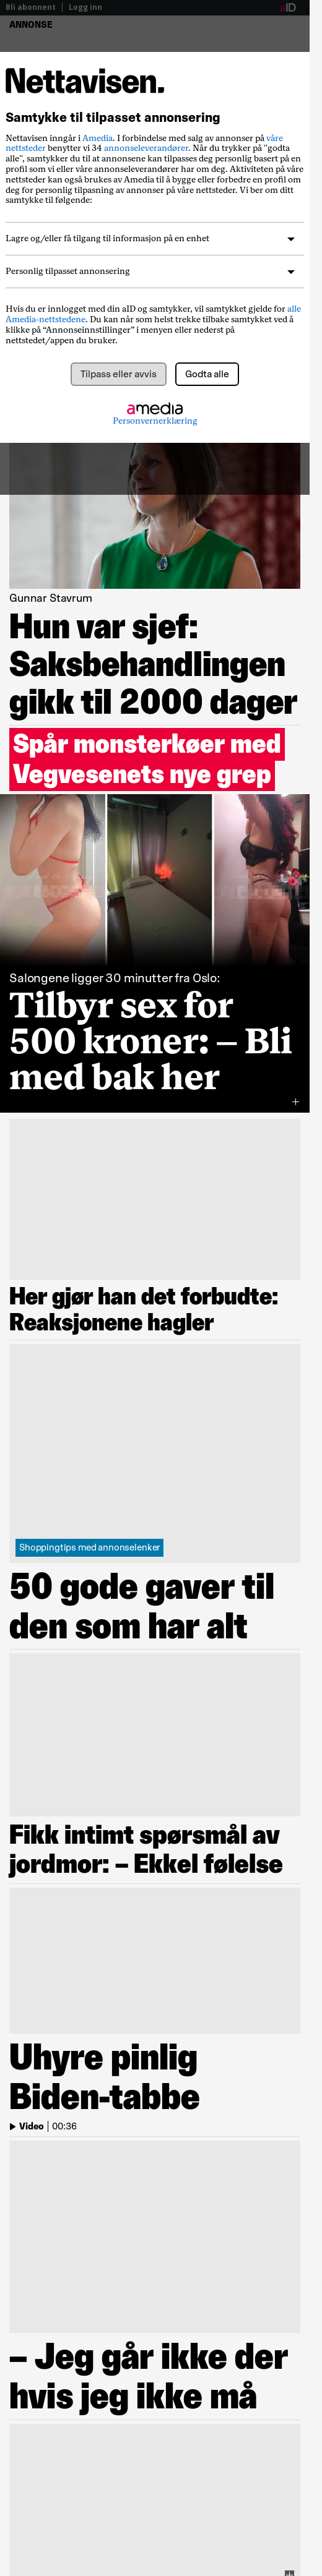 Bli abonnent | Logg inn
aID
ANNONSE
Nettavisen.
Samtykke til tilpasset annonsering
Nettavisen inngår i Amedia. I forbindelse med salg av annonser på våre
nettsteder benytter vi 34 annonseleverandører. Når du trykker på "godta
alle", samtykker du til at annonsene kan tilpasses deg personlig basert på en
profil som vi eller våre annonseleverandører har om deg. Aktiviteten på våre
nettsteder kan også brukes av Amedia til å bygge eller forbedre en profil om
deg for personlig tilpasning av annonser på våre nettsteder. Vi ber om ditt
samtykke til følgende:
Lagre og/eller få tilgang til informasjon på en enhet
Personlig tilpasset annonsering
Hvis du er innlogget med din aID og samtykker, vil samtykket gjelde for alle
Amedia-nettstedene. Du kan når som helst trekke tilbake samtykket ved å
klikke på “Annonseinnstillinger” i menyen eller nederst på
nettstedet/appen du bruker.
Tilpass eller avvis
Godta alle
amedia
Personvernerklæring
Gunnar Stavrum
Hun var sjef:
Saksbehandlingen
gikk til 2000 dager
Spår monsterkøer med
Vegvesenets nye grep
Salongene ligger 30 minutter fra Oslo:
Tilbyr sex for
500 kroner: – Bli
med bak her
Her gjør han det forbudte:
Reaksjonene hagler
Shoppingtips med annonselenker
50 gode gaver til
den som har alt
Fikk intimt spørsmål av
jordmor: – Ekkel følelse
Uhyre pinlig
Biden-tabbe
Video | 00:36
– Jeg går ikke der
hvis jeg ikke må